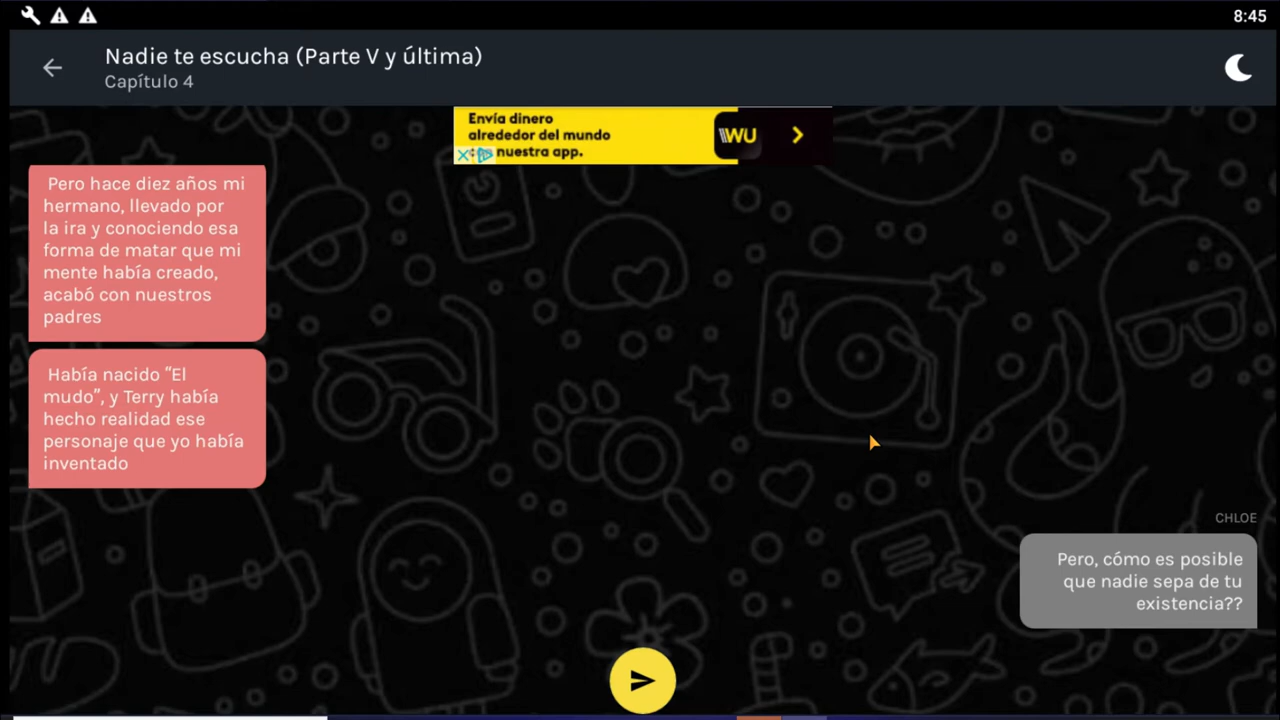 8:45
Nadie te escucha (Parte V y última)
Capítulo 4
Envía dinero
alrededor del mundo
nuestra app.
WU
Pero hace diez años mi
hermano, llevado por
la ira y conociendo esa
forma de matar que mi
mente había creado,
acabó con nuestros
padres
Había nacido "El
mudo", y Terry había
hecho realidad ese
personaje que yo había
inventado
CHLOE
Pero, cómo es posible
que nadie sepa de tu
existencia??